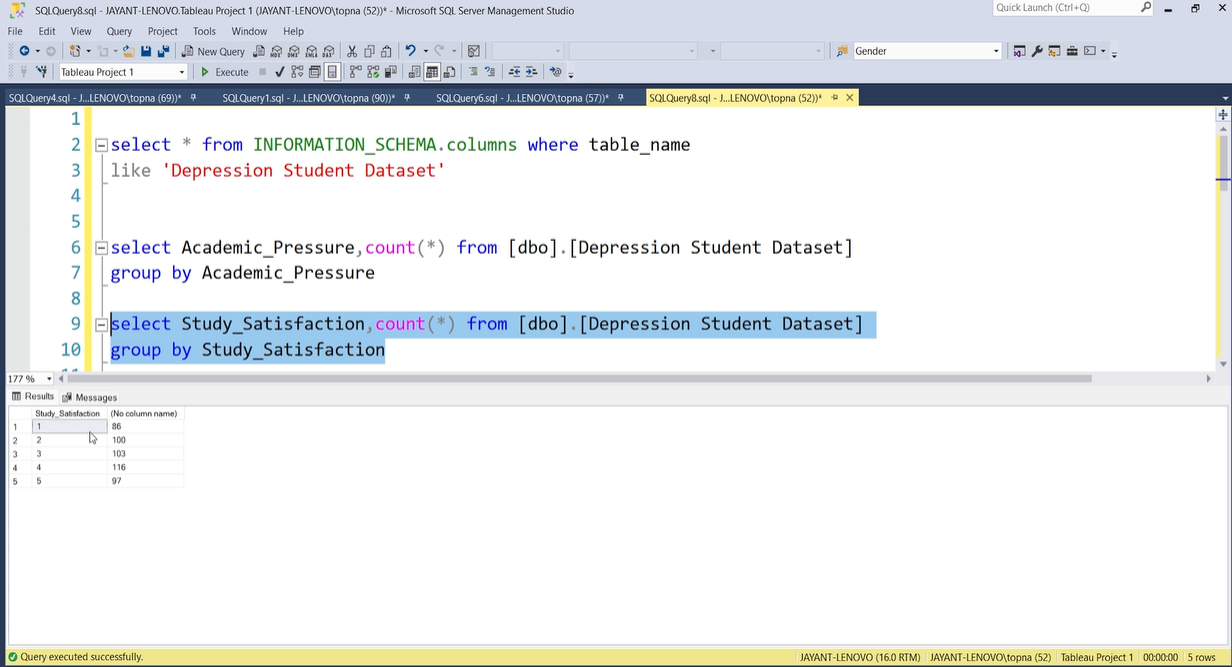 SQLQuery8.sql - JAYANT-LENOVO.Tableau Project 1 (JAYANT-LENOVO\topna (52))* - Microsoft SQL Server Management Studio
Quick Launch (Ctrl+Q)
File Edit View Query Project Tools Window Help
New Query
Gender
Tableau Project 1
Execute
SQLQuery4.sql - J...LENOVO\topna (69))* SQLQuery1.sql - J...LENOVO\topna (90))* SQLQuery6.sql - J...LENOVO\topna (57))* SQLQuery8.sql - J...LENOVO\topna (52))*
1
2 select * from INFORMATION_SCHEMA.columns where table_name
3 like 'Depression Student Dataset'
4
5
6 select Academic_Pressure,count(*) from [dbo].[Depression Student Dataset]
7 group by Academic_Pressure
8
9 select Study_Satisfaction,count(*) from [dbo].[Depression Student Dataset]
10 group by Study_Satisfaction
177 %
Results Messages
Study_Satisfaction (No column name)
1 1 86
2 2 100
3 3 103
4 4 116
5 5 97
Query executed successfully. JAYANT-LENOVO (16.0 RTM) JAYANT-LENOVO\topna (52) Tableau Project 1 00:00:00 5 rows